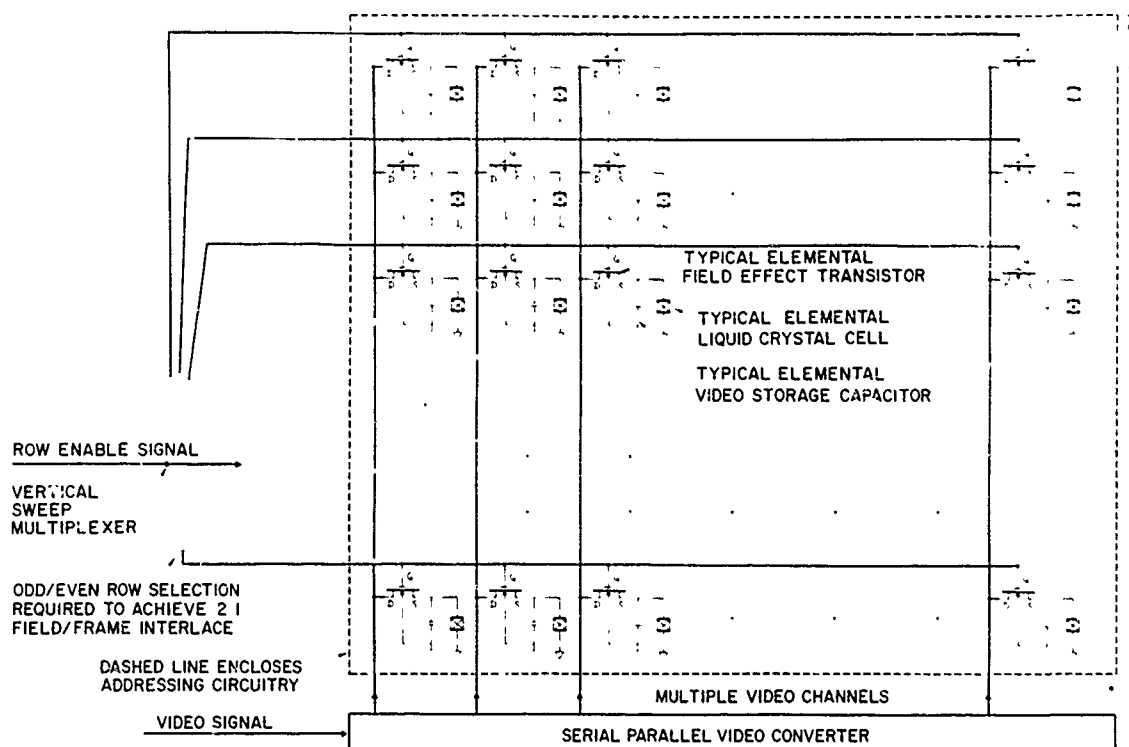 G G G
D S D S D S
TYPICAL ELEMENTAL
FIELD EFFECT TRANSISTOR
TYPICAL ELEMENTAL
LIQUID CRYSTAL CELL
TYPICAL ELEMENTAL
VIDEO STORAGE CAPACITOR
ROW ENABLE SIGNAL
VERTICAL
SWEEP
MULTIPLEXER
ODD/EVEN ROW SELECTION
REQUIRED TO ACHIEVE 2 1
FIELD/FRAME INTERLACE
DASHED LINE ENCLOSES
ADDRESSING CIRCUITRY
MULTIPLE VIDEO CHANNELS
VIDEO SIGNAL
SERIAL PARALLEL VIDEO CONVERTER